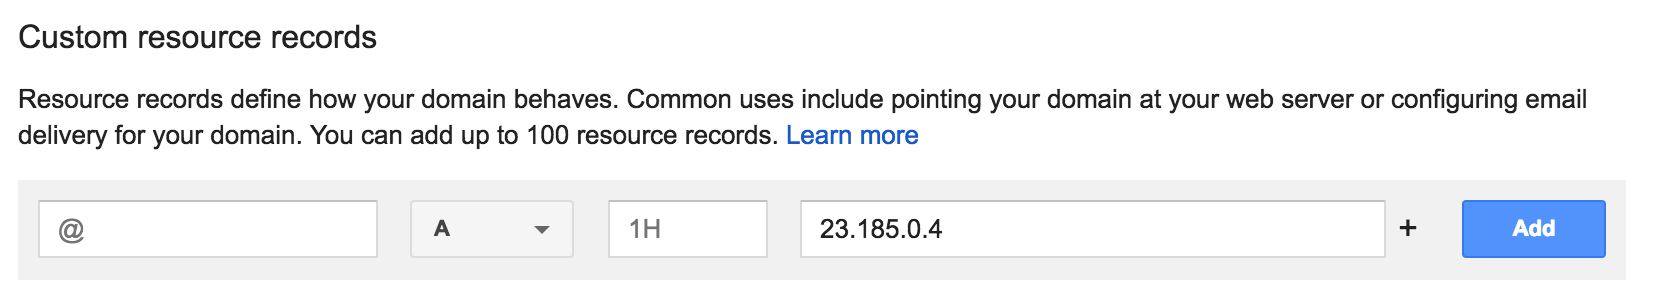 Custom resource records
Resource records define how your domain behaves. Common uses include pointing your domain at your web server or configuring email
delivery for your domain. You can add up to 100 resource records. Learn more
@ A 1H 23.185.0.4 + Add